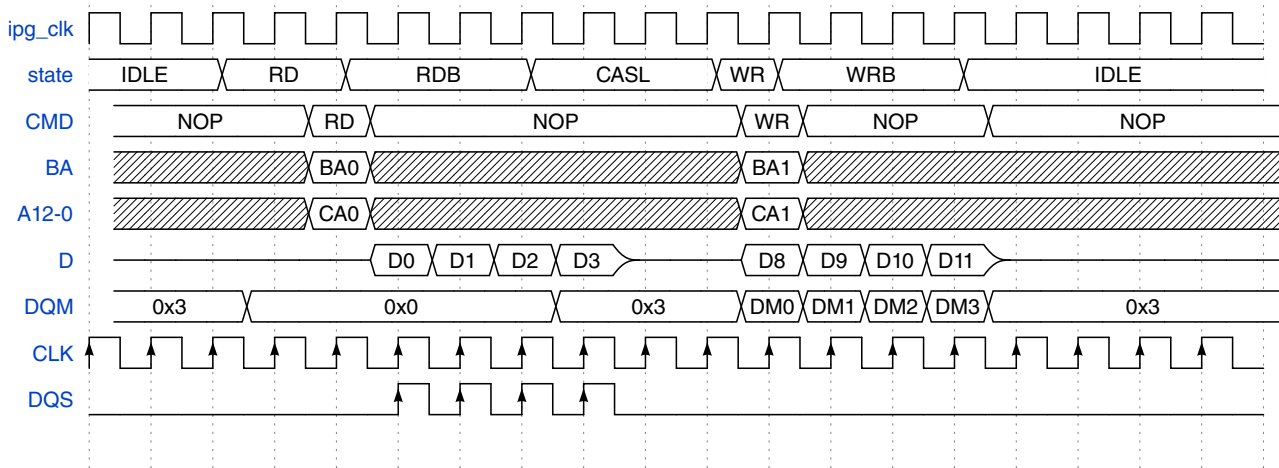 ipg_clk
state IDLE RD RDB CASL WR WRB IDLE
CMD NOP RD NOP WR NOP NOP
BA BA0 BA1
A12-0 CA0 CA1
D D0 D1 D2 D3 D8 D9 D10 D11
DQM 0x3 0x0 0x3 DM0 DM1 DM2 DM3 0x3
CLK
DQS